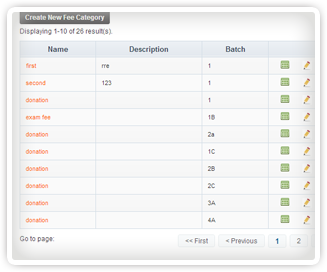 Create New Fee Category
Displaying 1-10 of 26 result(s).
Name Description Batch
first rre 1
second 123 1
donation 1
exam fee 1B
donation 2a
donation 1C
donation 2B
donation 2C
donation 3A
donation 4A
Go to page: << First < Previous 1 2